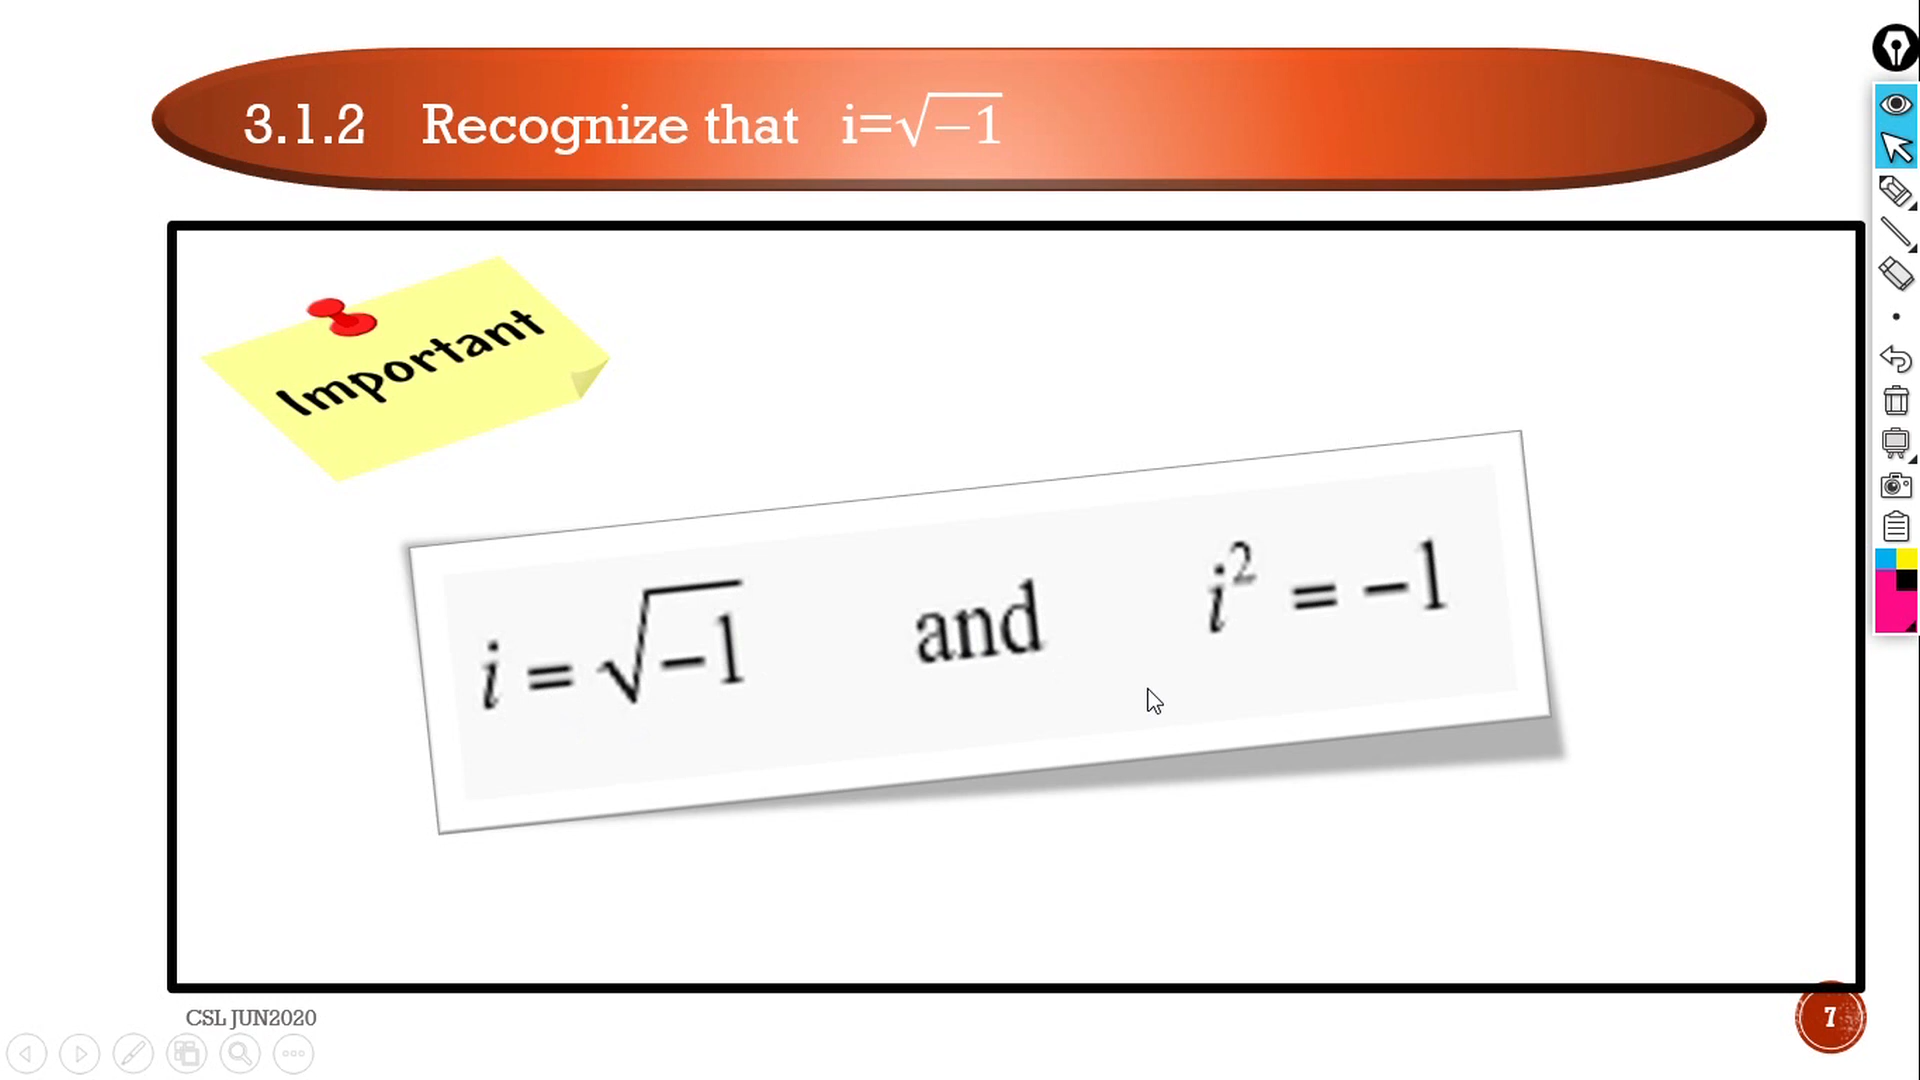 3.1.2 Recognize that i=√−1
Important
i = √−1 and i² = −1
CSL JUN2020
7